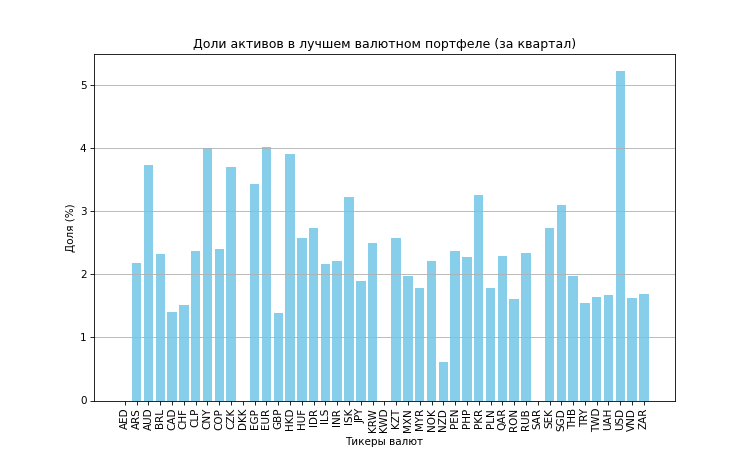 Доли активов в лучшем валютном портфеле (за квартал)
Доля (%)
5
4
3
2
1
0
AED ARS AUD BRL CAD CHF CLP CNY COP CZK DKK EGP EUR GBP HKD HUF IDR ILS INR ISK JPY KRW KWD KZT MXN MYR NOK NZD PEN PHP PKR PLN QAR RON RUB SAR SEK SGD THB TRY TWD UAH USD VND ZAR
Тикеры валют